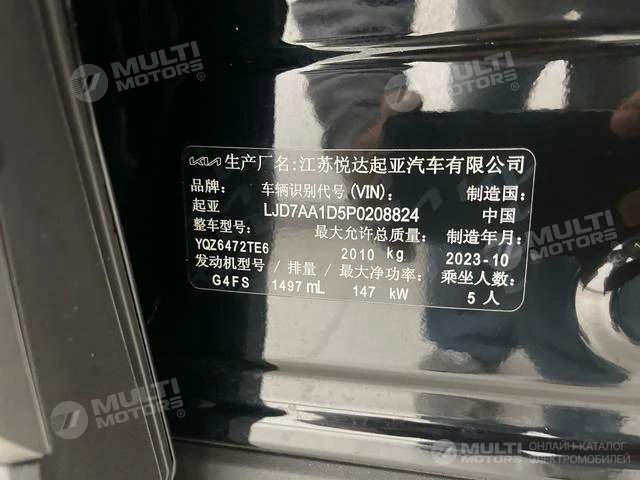 KIA 生产厂名:江苏悦达起亚汽车有限公司
品牌: 车辆识别代号(VIN): 制造国:
起亚 LJD7AA1D5P0208824 中国
整车型号: 最大允许总质量: 制造年月:
YQZ6472TE6 2010 kg 2023-10
发动机型号/排量/最大净功率: 乘坐人数:
G4FS 1497 mL 147 kW 5人
MULTI MOTORS
MULTI MOTORS
MULTI MOTORS
MULTI MOTORS
MULTI MOTORS
ОНЛАЙН-КАТАЛОГ
ЭЛЕКТРОМОБИЛЕЙ